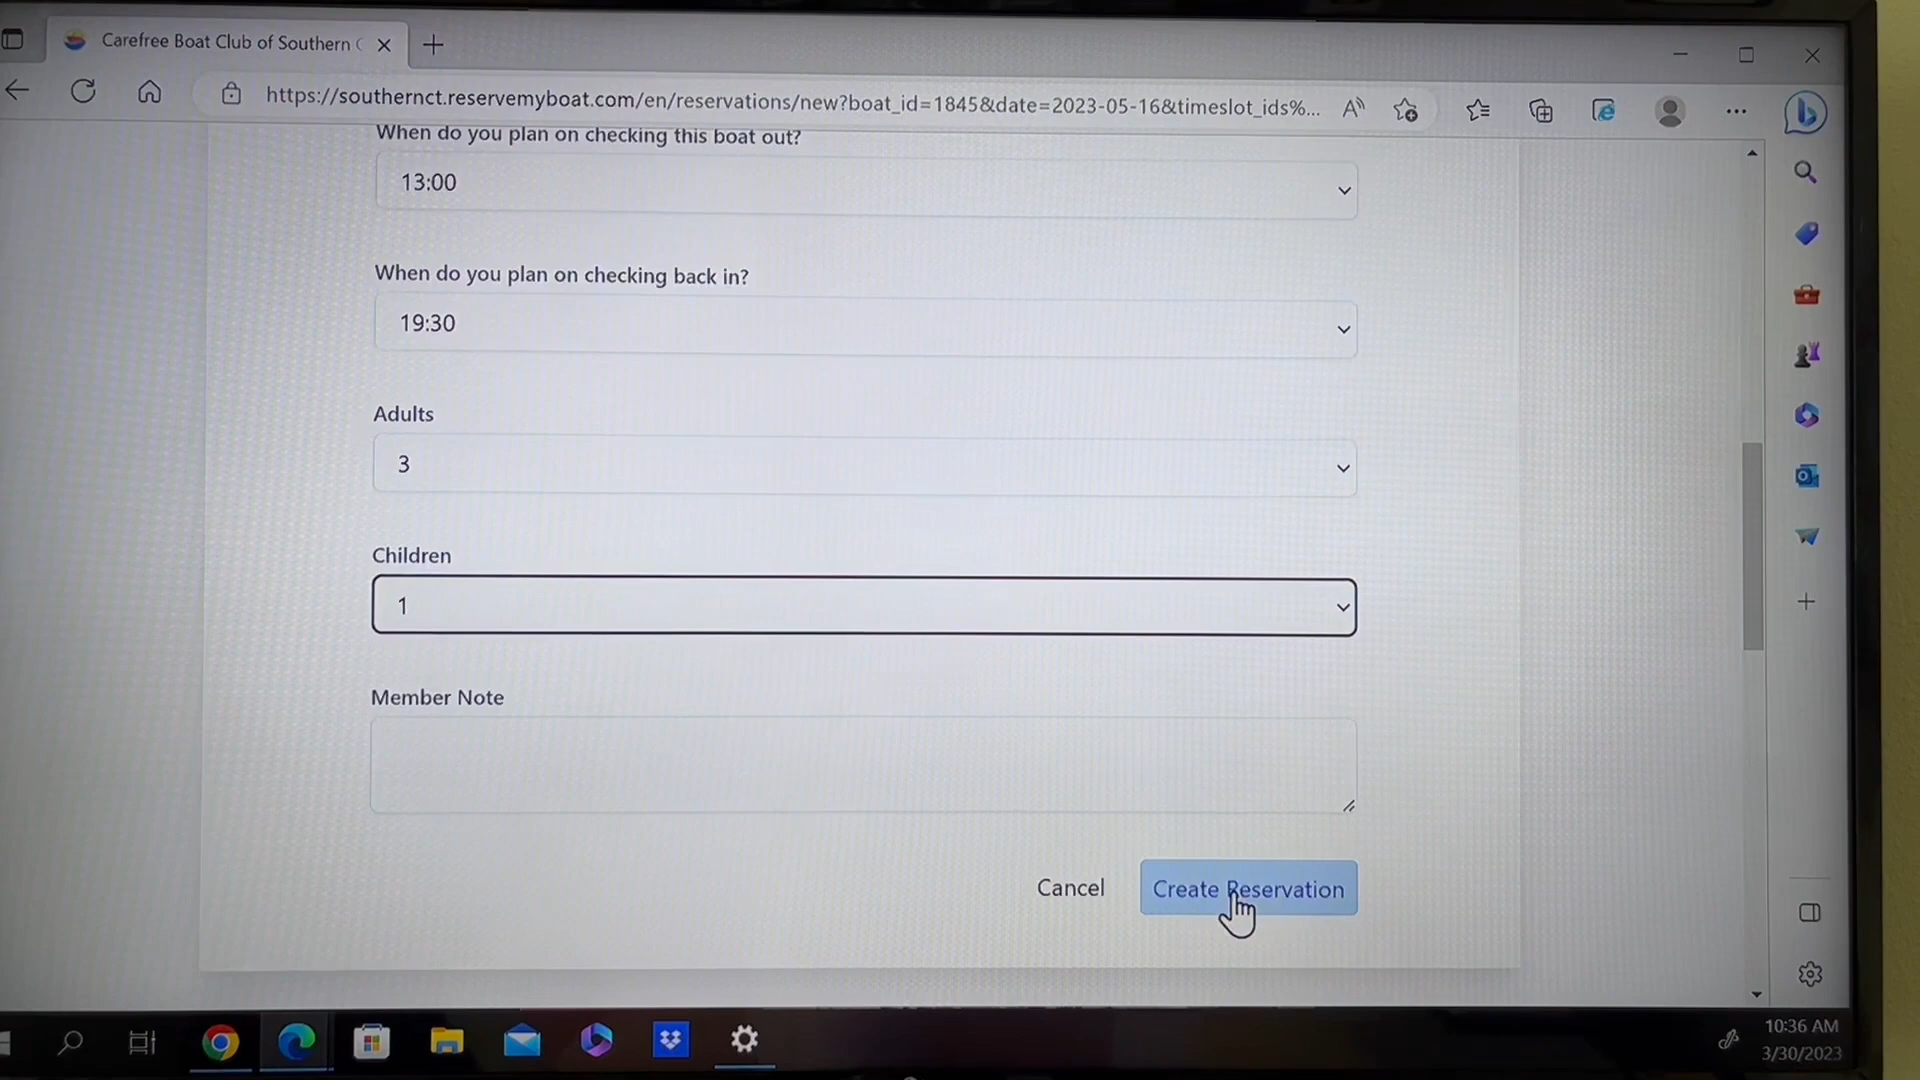 Carefree Boat Club of Southern C
https://southernct.reservemyboat.com/en/reservations/new?boat_id=1845&date=2023-05-16&timeslot_ids%...
When do you plan on checking this boat out?
13:00
When do you plan on checking back in?
19:30
Adults
3
Children
1
Member Note
Cancel
Create Reservation
10:36 AM
3/30/2023